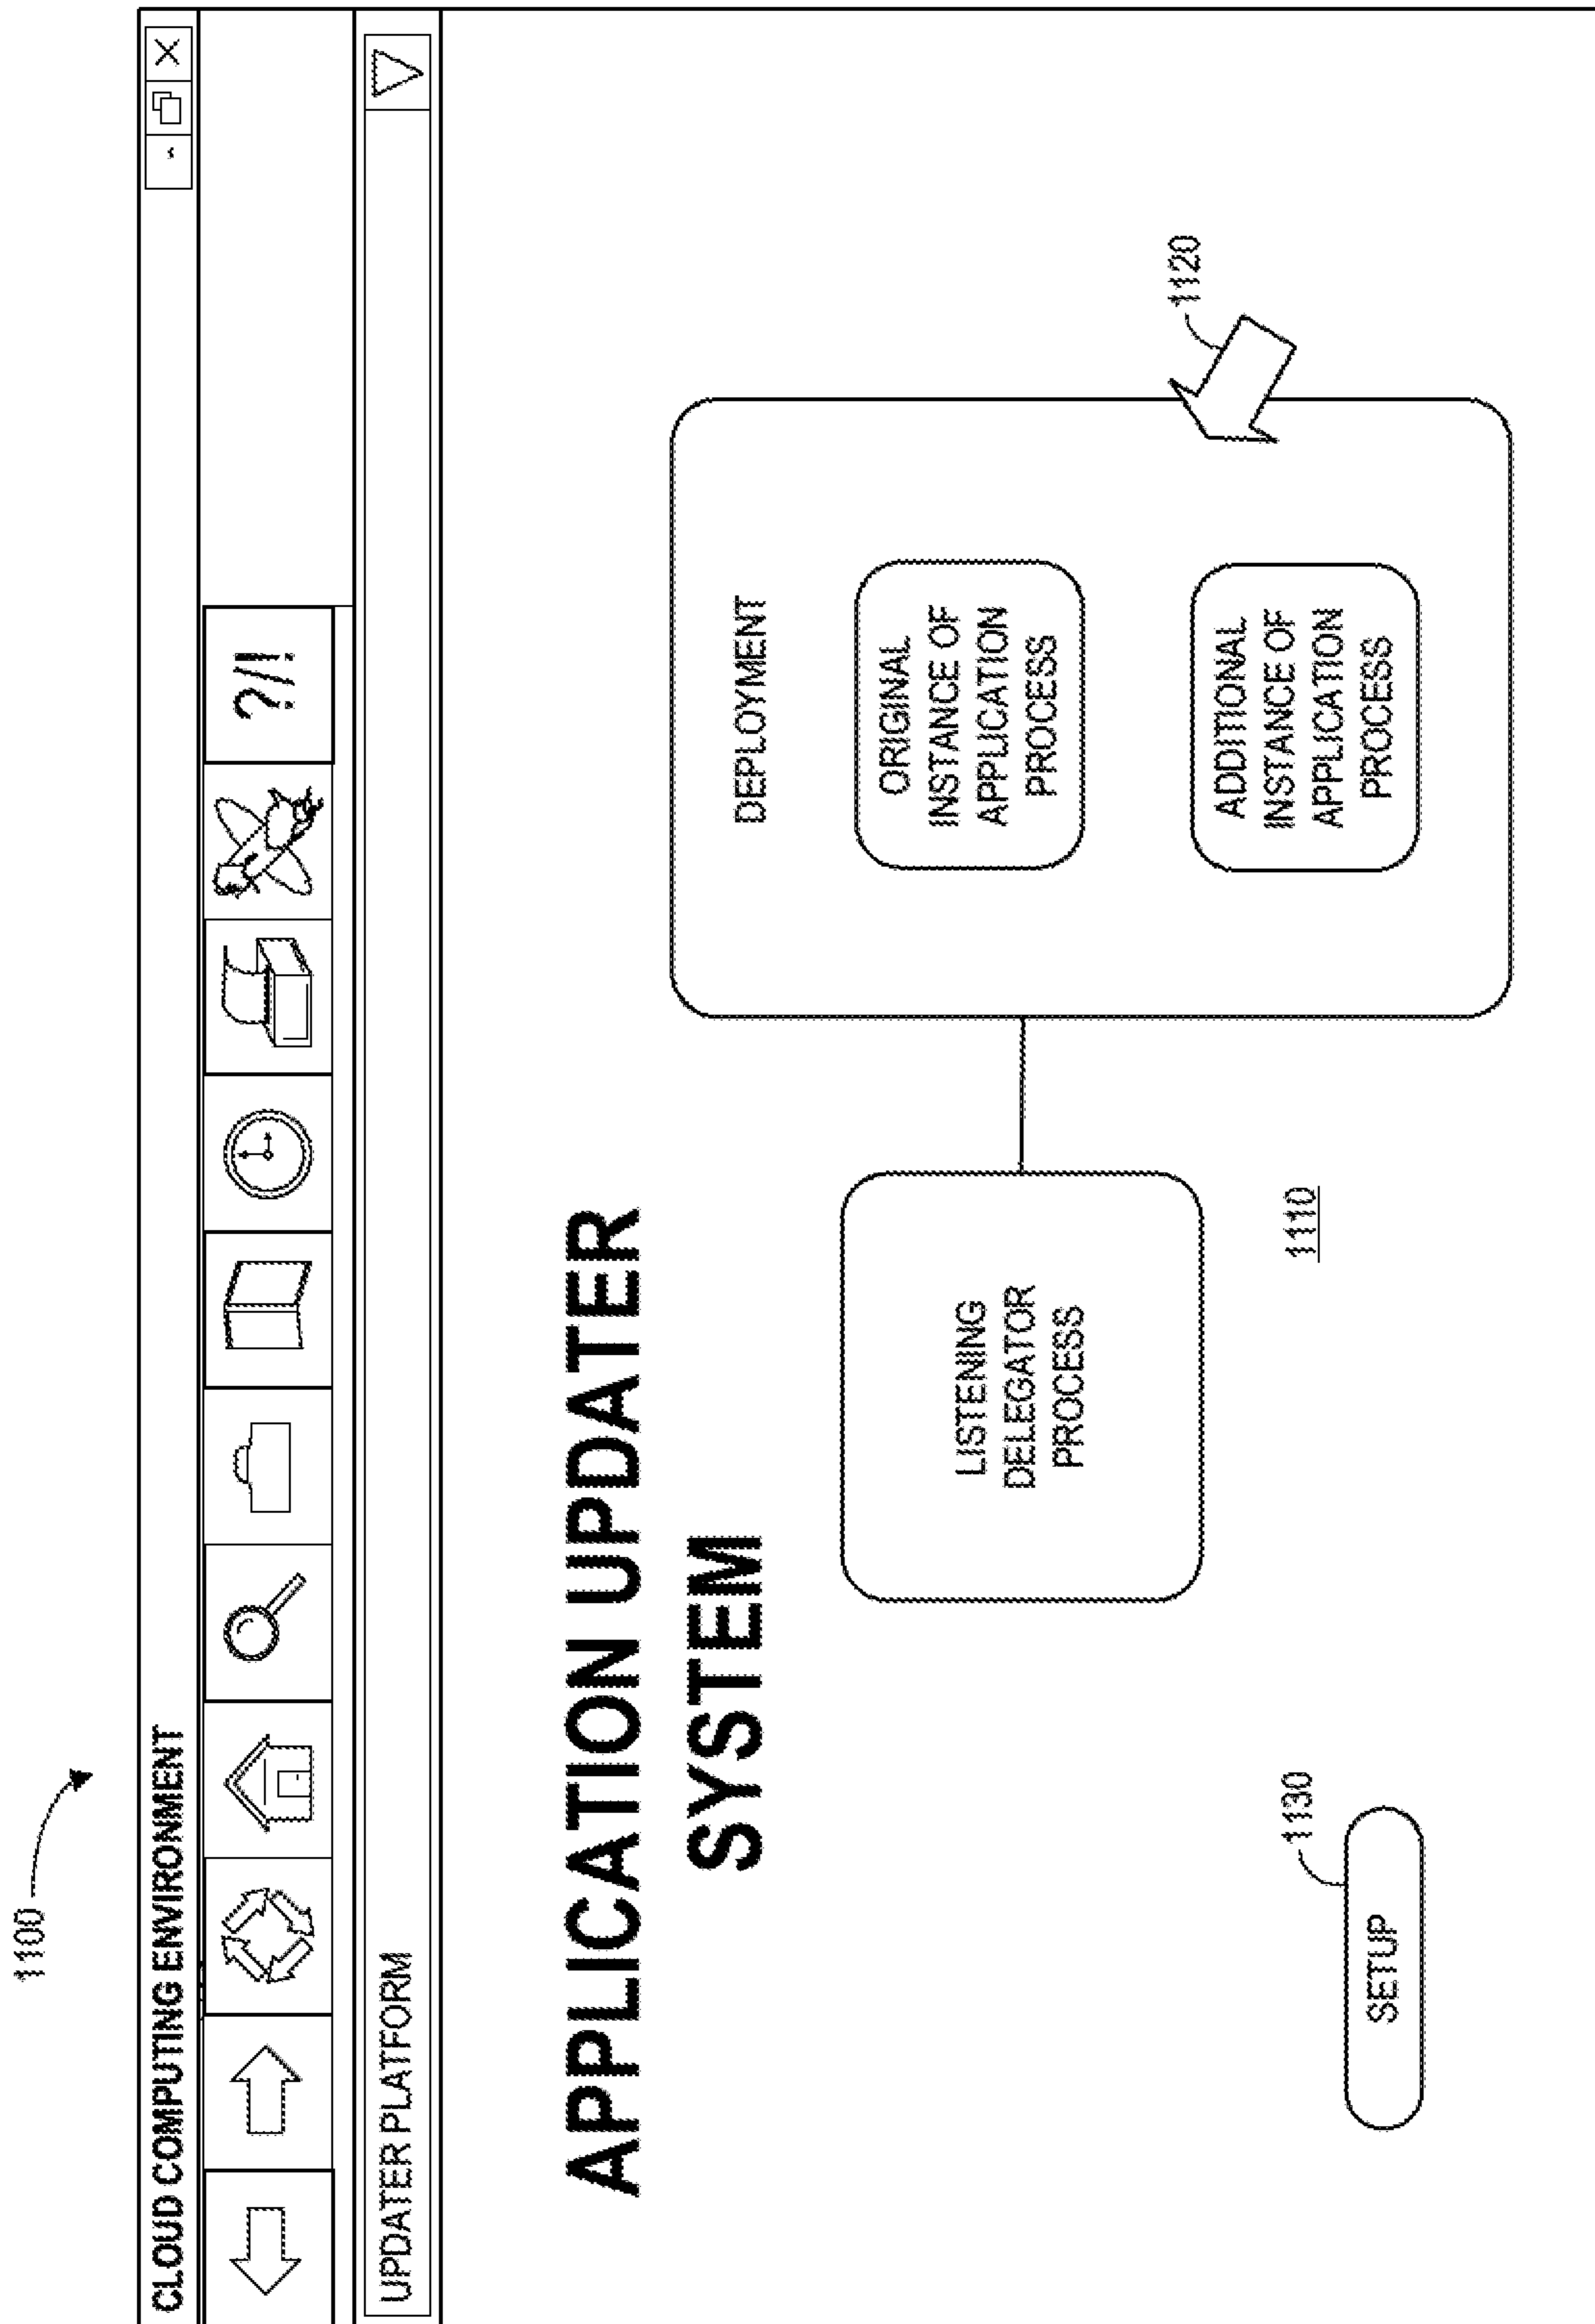 1100
CLOUD COMPUTING ENVIRONMENT
?/!
UPDATER PLATFORM
APPLICATION UPDATER
SYSTEM
LISTENING
DELEGATOR
PROCESS
DEPLOYMENT
ORIGINAL
INSTANCE OF
APPLICATION
PROCESS
ADDITIONAL
INSTANCE OF
APPLICATION
PROCESS
1120
1110
1130
SETUP